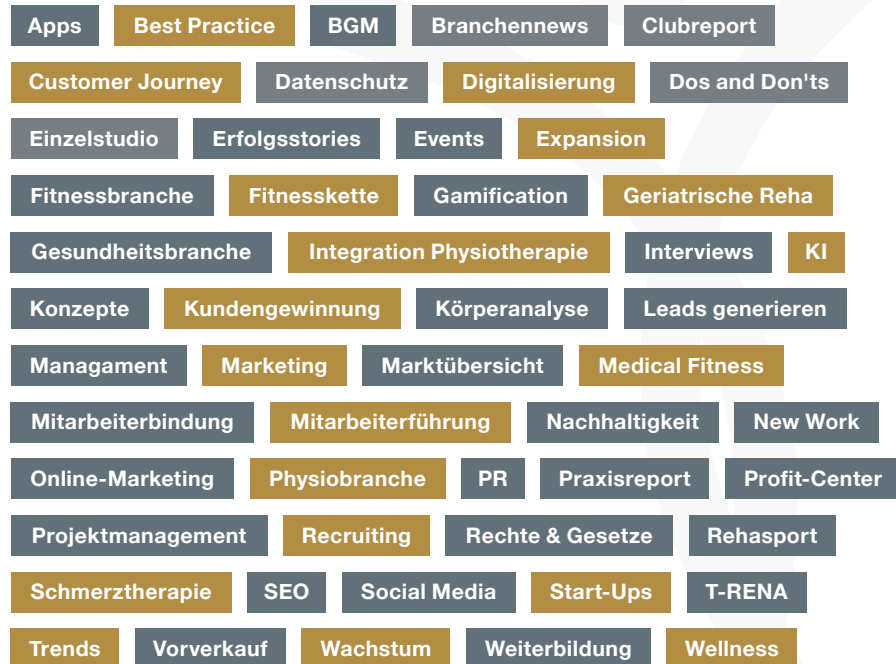 Apps Best Practice BGM Branchennews Clubreport
Customer Journey Datenschutz Digitalisierung Dos and Don'ts
Einzelstudio Erfolgsstories Events Expansion
Fitnessbranche Fitnesskette Gamification Geriatrische Reha
Gesundheitsbranche Integration Physiotherapie Interviews KI
Konzepte Kundengewinnung Körperanalyse Leads generieren
Managament Marketing Marktübersicht Medical Fitness
Mitarbeiterbindung Mitarbeiterführung Nachhaltigkeit New Work
Online-Marketing Physiobranche PR Praxisreport Profit-Center
Projektmanagement Recruiting Rechte & Gesetze Rehasport
Schmerztherapie SEO Social Media Start-Ups T-RENA
Trends Vorverkauf Wachstum Weiterbildung Wellness